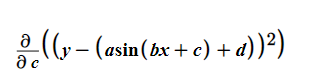 ∂/∂c((y − (asin(bx + c) + d))²)